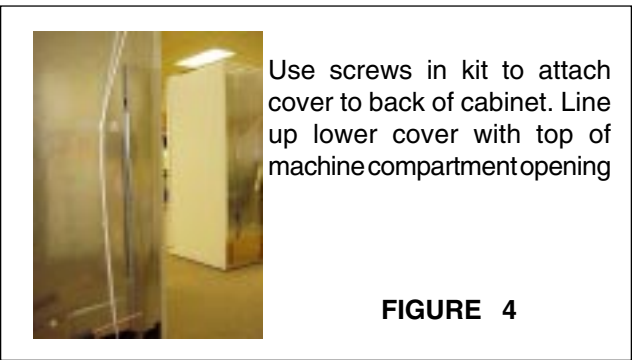 Use screws in kit to attach
cover to back of cabinet. Line
up lower cover with top of
machine compartment opening
FIGURE 4